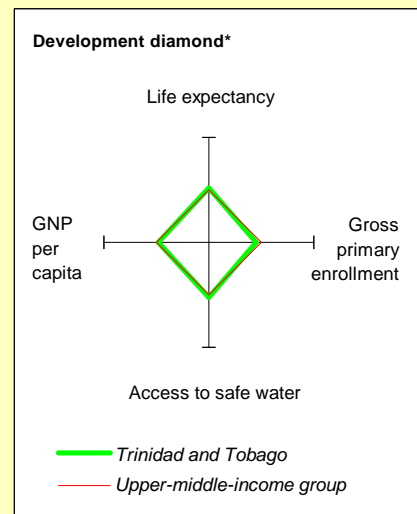 Development diamond*
Life expectancy
GNP
per
capita
Gross
primary
enrollment
Access to safe water
Trinidad and Tobago
Upper-middle-income group